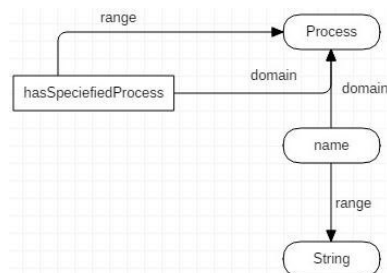 range
Process
domain
hasSpeciefiedProcess
domain
name
range
String